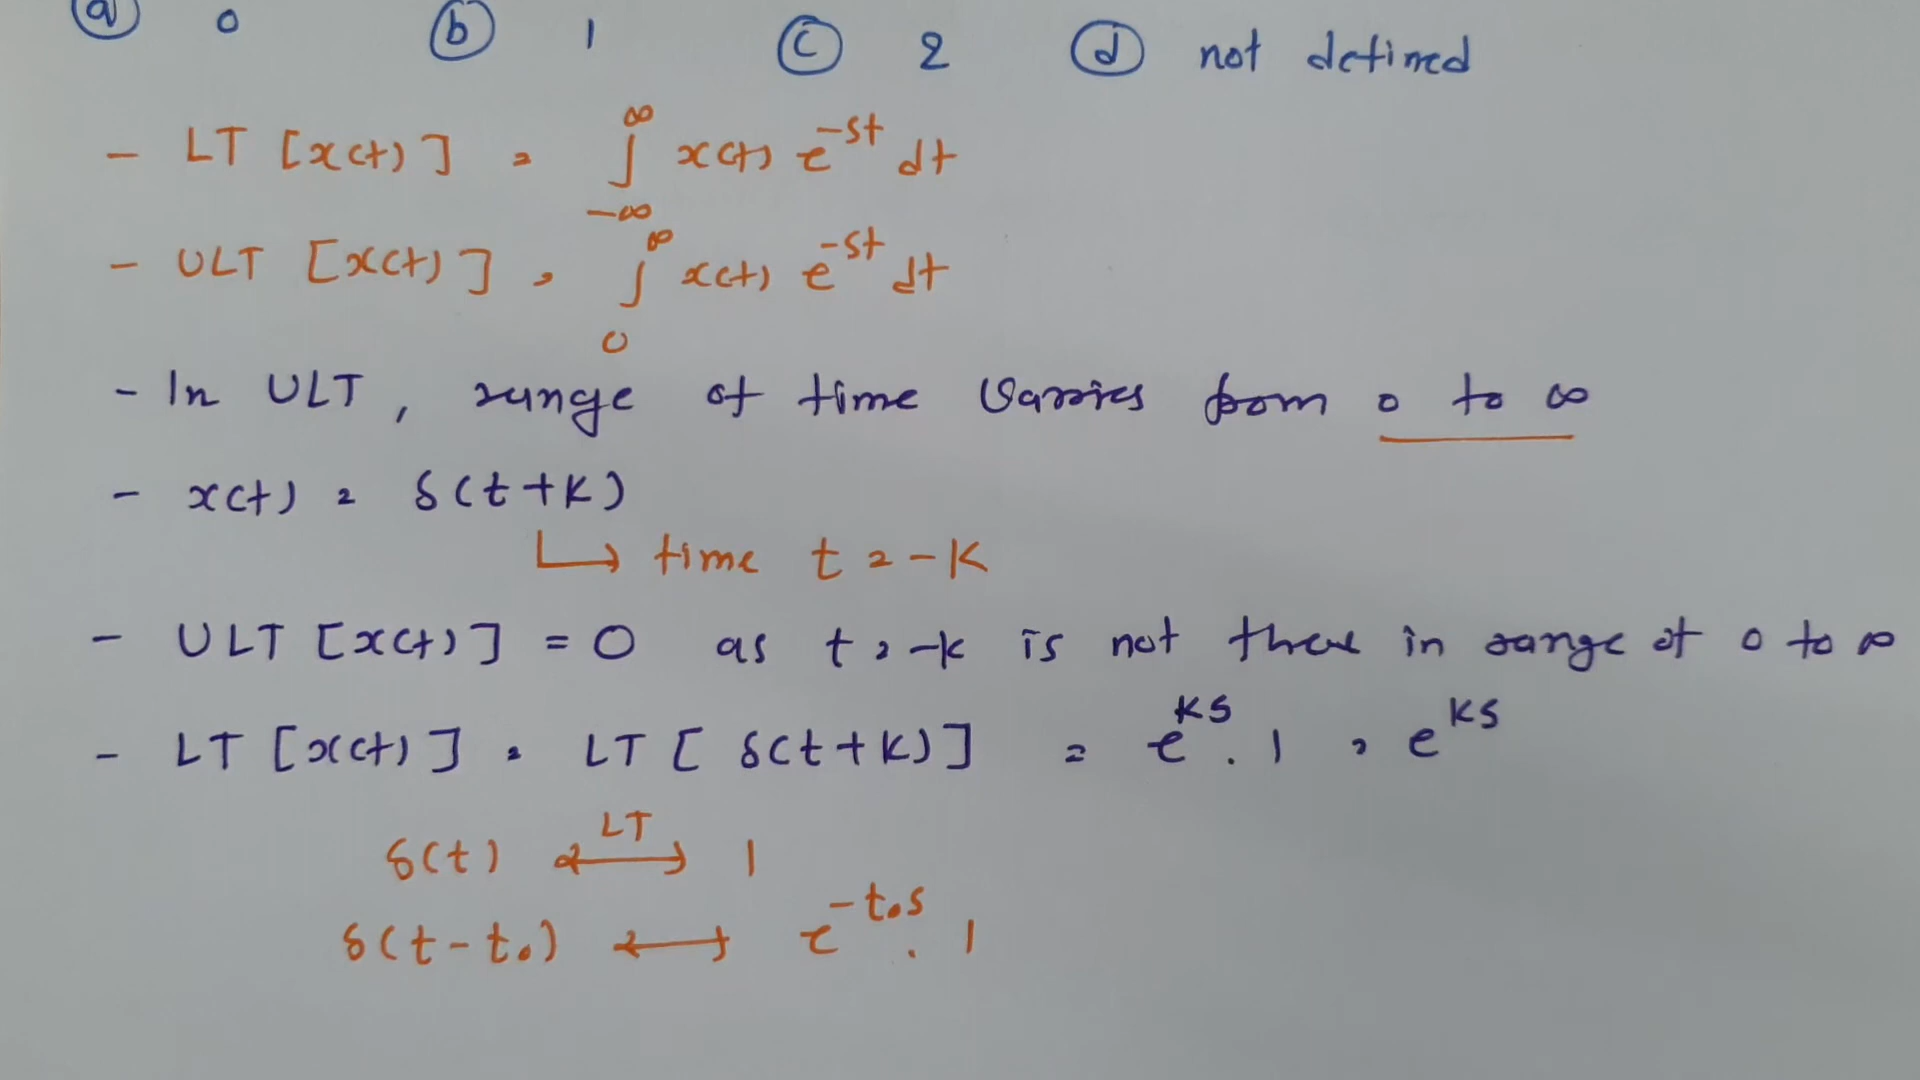 ⓐ 0 ⓑ 1 ⓒ 2 ⓓ not defined
- LT [x(t)] = ∫_{-∞}^{∞} x(t) e^{-st} dt
- ULT [x(t)] = ∫_{0}^{∞} x(t) e^{-st} dt
- In ULT, range of time varries from 0 to ∞
- x(t) = δ(t+K)
↳ time t = -K
- ULT [x(t)] = 0 as t = -k is not there in range of 0 to ∞
- LT [x(t)] = LT [ δ(t+K)] = e^{KS} . 1 = e^{KS}
δ(t) ←LT→ 1
δ(t-t₀) ←→ e^{-t₀s} . 1